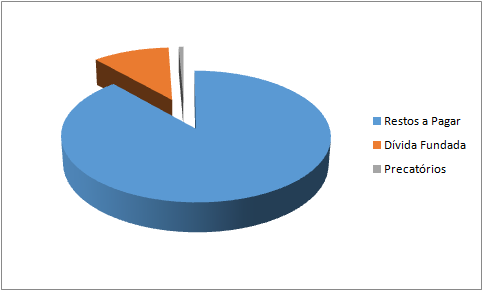 Restos a Pagar
Dívida Fundada
Precatórios